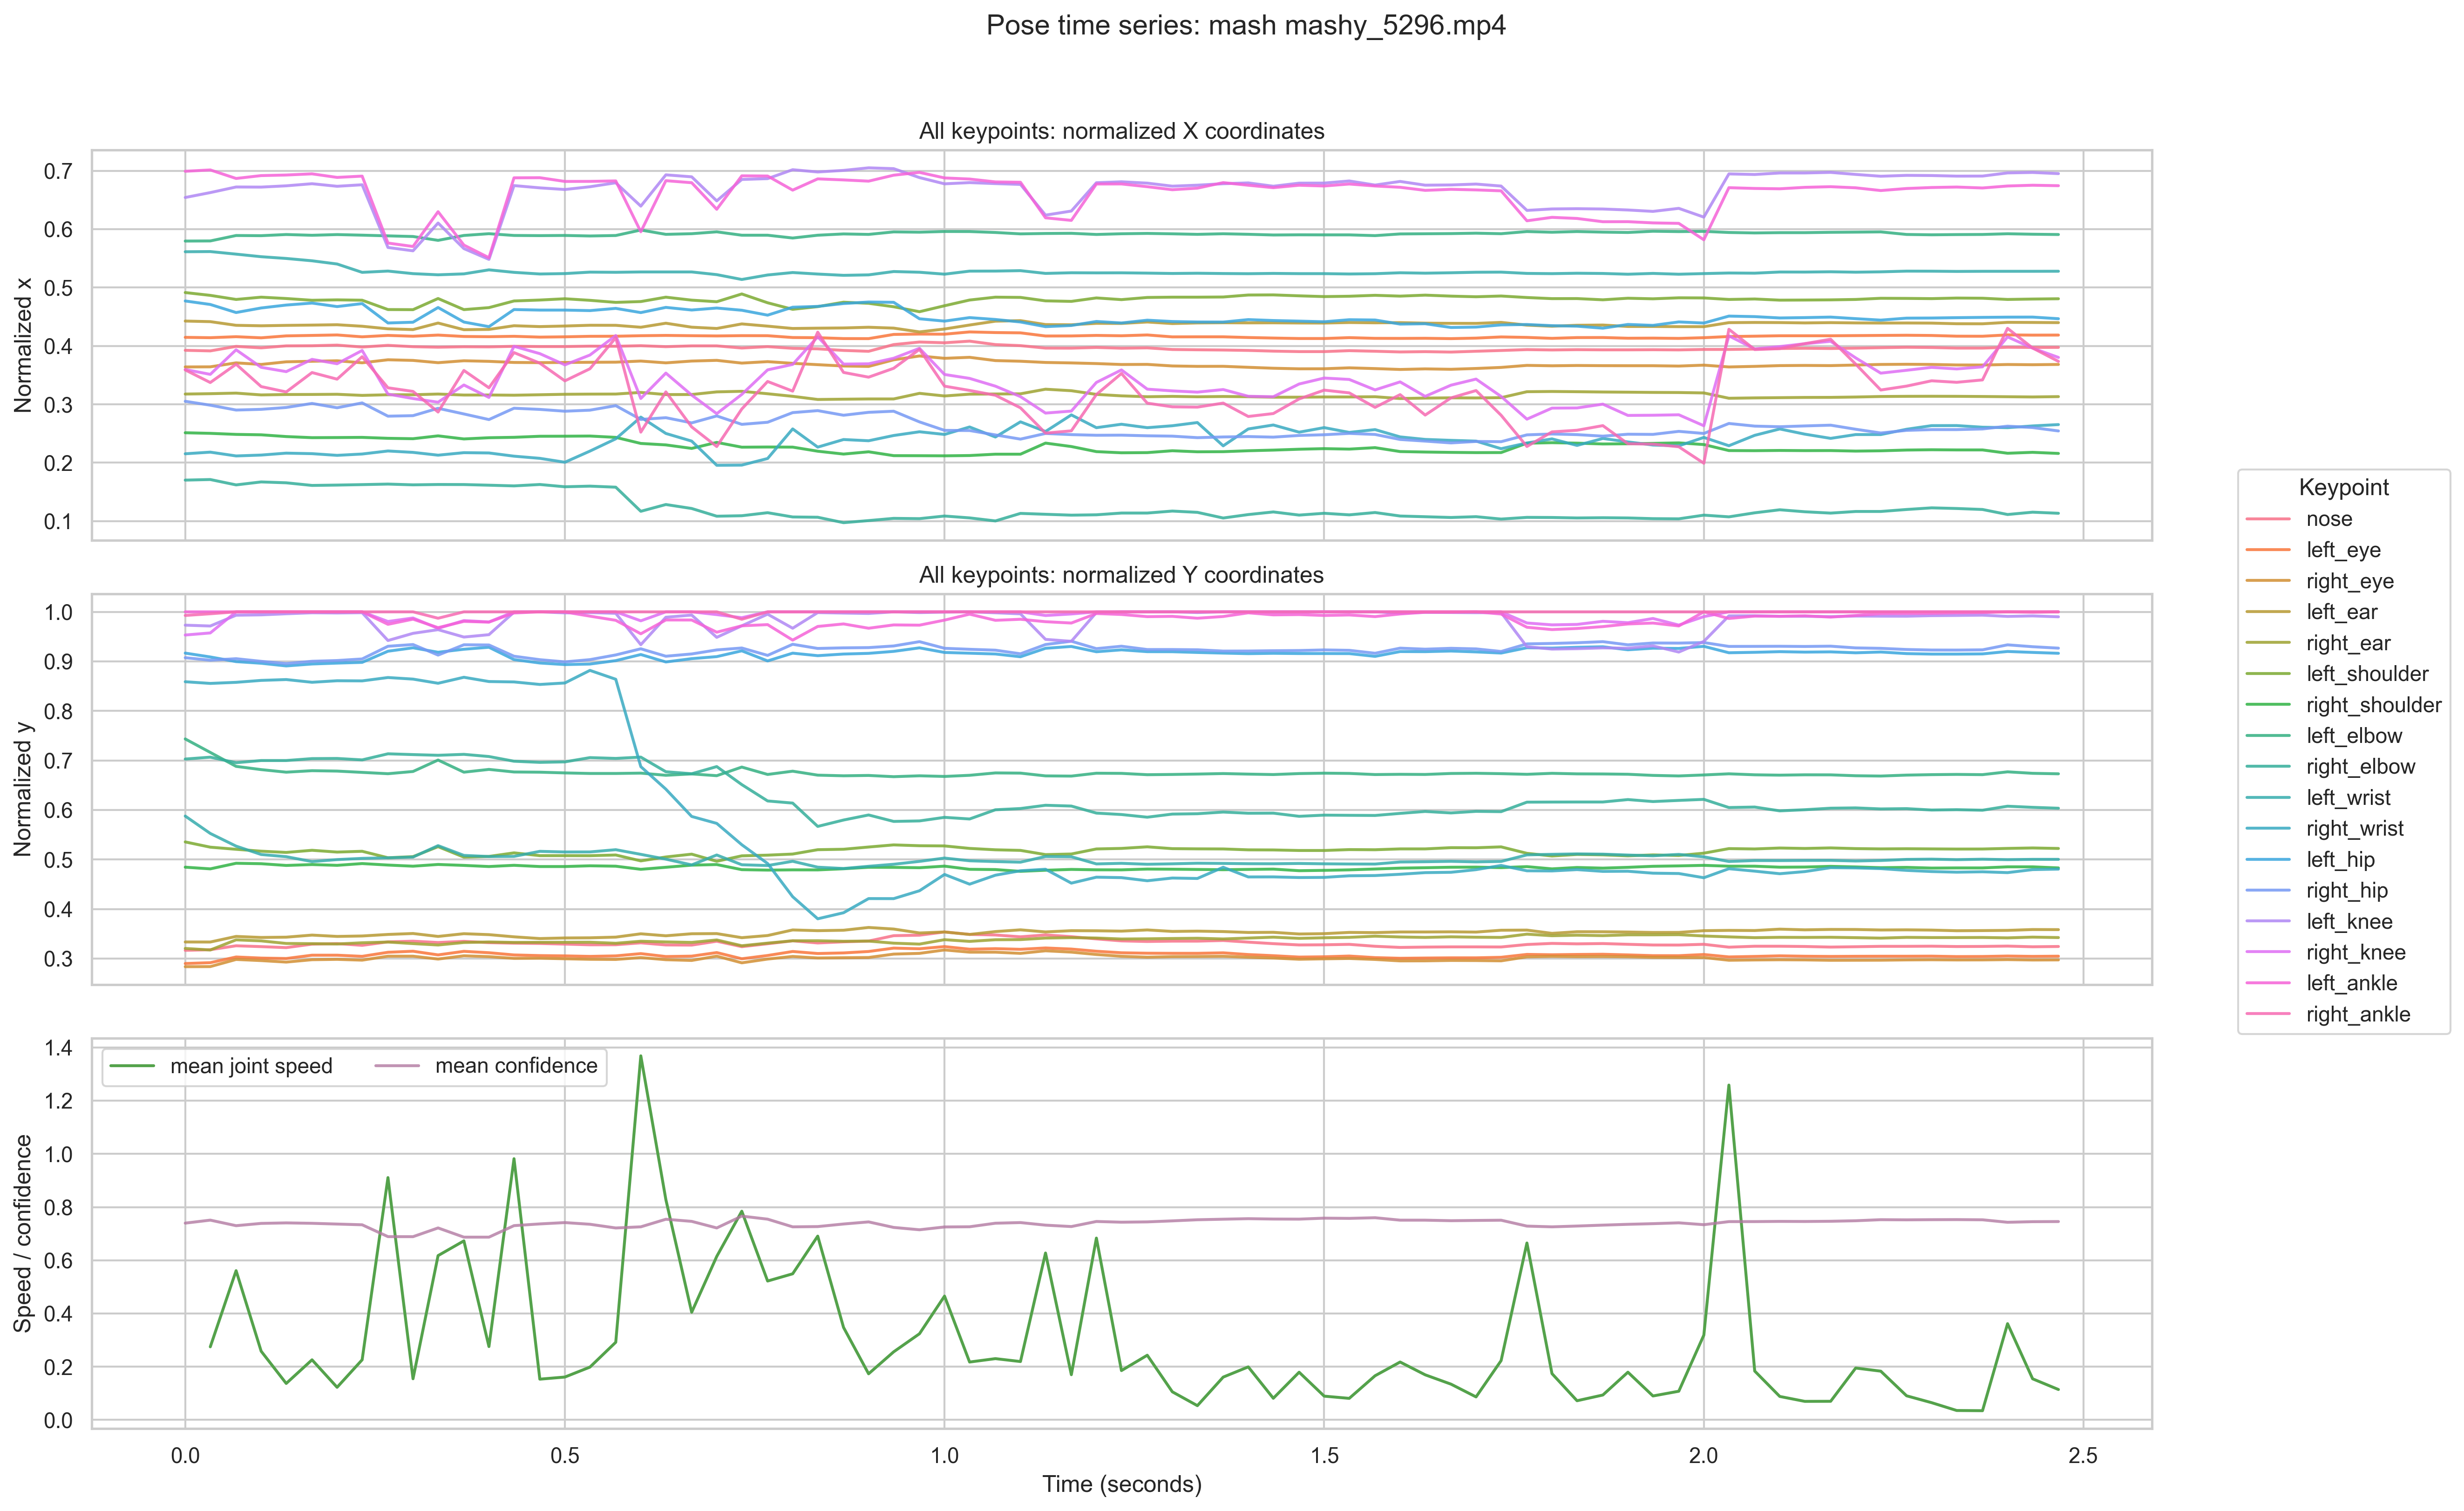 Pose time series: mash mashy_5296.mp4
All keypoints: normalized X coordinates
Normalized x
0.7
0.6
0.5
0.4
0.3
0.2
0.1
All keypoints: normalized Y coordinates
Normalized y
1.0
0.9
0.8
0.7
0.6
0.5
0.4
0.3
Keypoint
nose
left_eye
right_eye
left_ear
right_ear
left_shoulder
right_shoulder
left_elbow
right_elbow
left_wrist
right_wrist
left_hip
right_hip
left_knee
right_knee
left_ankle
right_ankle
mean joint speed
mean confidence
Speed / confidence
1.4
1.2
1.0
0.8
0.6
0.4
0.2
0.0
0.0 0.5 1.0 1.5 2.0 2.5
Time (seconds)